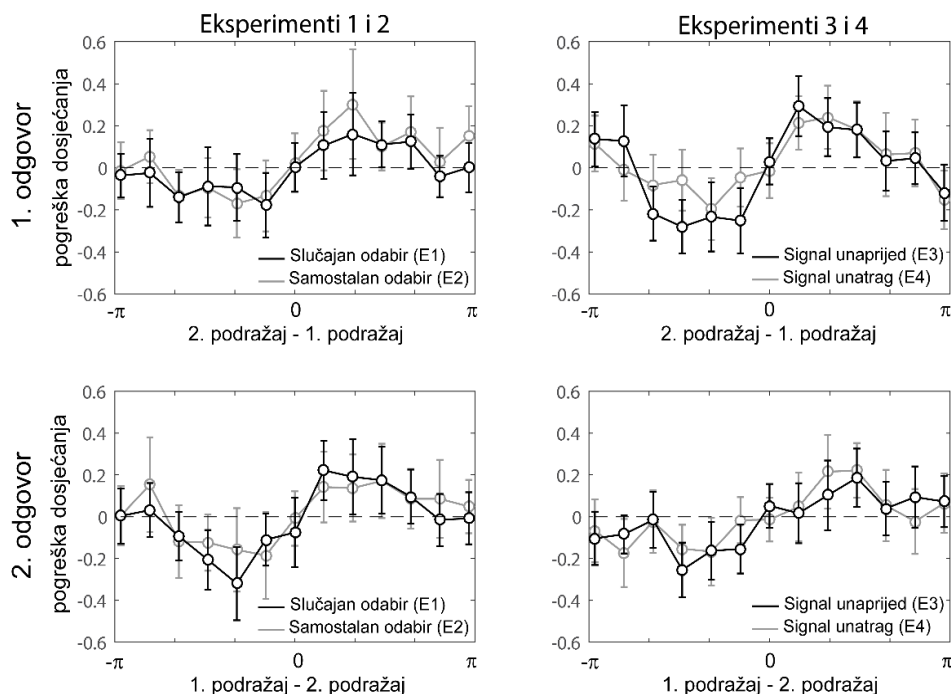 Eksperimenti 1 i 2
Eksperimenti 3 i 4
1. odgovor
pogreška dosjećanja
0.6
0.4
0.2
0
-0.2
-0.4
-0.6
Slučajan odabir (E1)
Samostalan odabir (E2)
-π
0
π
2. podražaj - 1. podražaj
0.6
0.4
0.2
0
-0.2
-0.4
-0.6
Signal unaprijed (E3)
Signal unatrag (E4)
-π
0
π
2. podražaj - 1. podražaj
2. odgovor
pogreška dosjećanja
0.6
0.4
0.2
0
-0.2
-0.4
-0.6
Slučajan odabir (E1)
Samostalan odabir (E2)
-π
0
π
1. podražaj - 2. podražaj
0.6
0.4
0.2
0
-0.2
-0.4
-0.6
Signal unaprijed (E3)
Signal unatrag (E4)
-π
0
π
1. podražaj - 2. podražaj